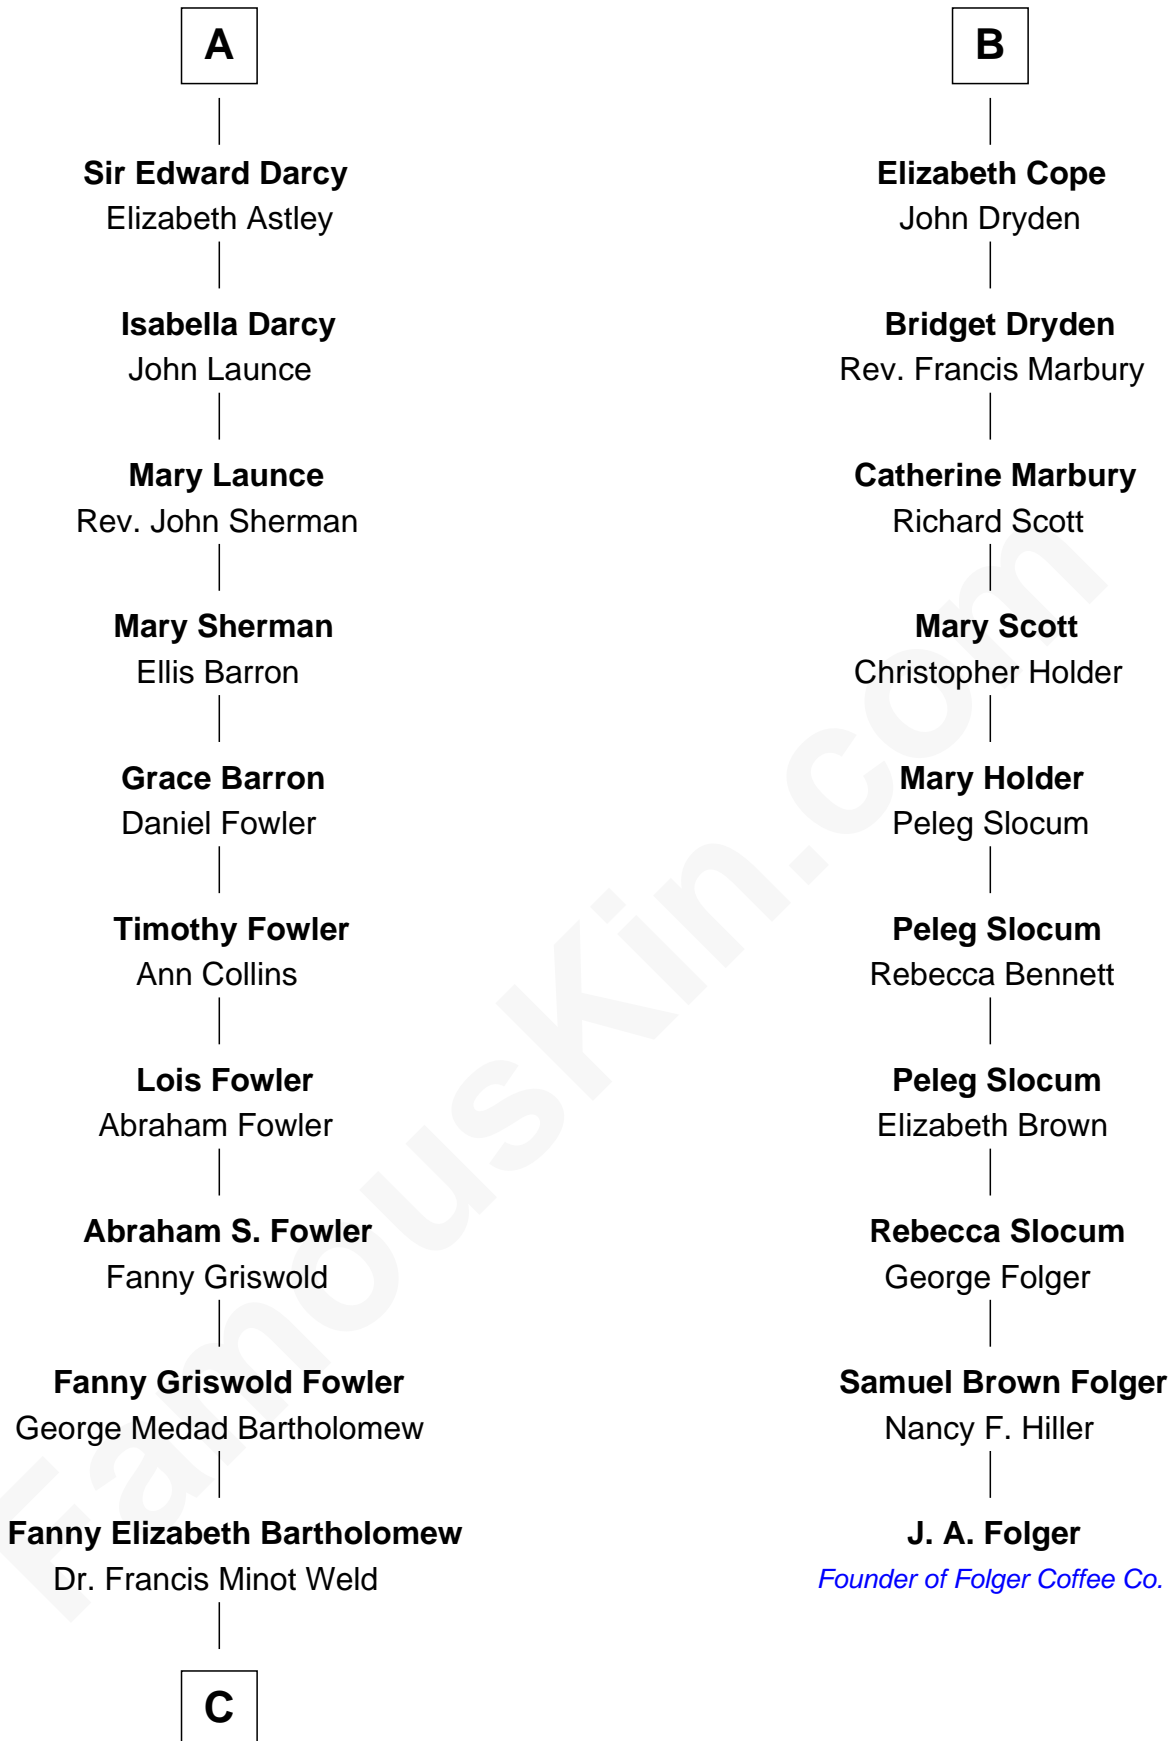 A
Sir Edward Darcy
Elizabeth Astley
Isabella Darcy
John Launce
Mary Launce
Rev. John Sherman
Mary Sherman
Ellis Barron
Grace Barron
Daniel Fowler
Timothy Fowler
Ann Collins
Lois Fowler
Abraham Fowler
Abraham S. Fowler
Fanny Griswold
Fanny Griswold Fowler
George Medad Bartholomew
Fanny Elizabeth Bartholomew
Dr. Francis Minot Weld
C
B
Elizabeth Cope
John Dryden
Bridget Dryden
Rev. Francis Marbury
Catherine Marbury
Richard Scott
Mary Scott
Christopher Holder
Mary Holder
Peleg Slocum
Peleg Slocum
Rebecca Bennett
Peleg Slocum
Elizabeth Brown
Rebecca Slocum
George Folger
Samuel Brown Folger
Nancy F. Hiller
J. A. Folger
Founder of Folger Coffee Co.
FamousKin.com